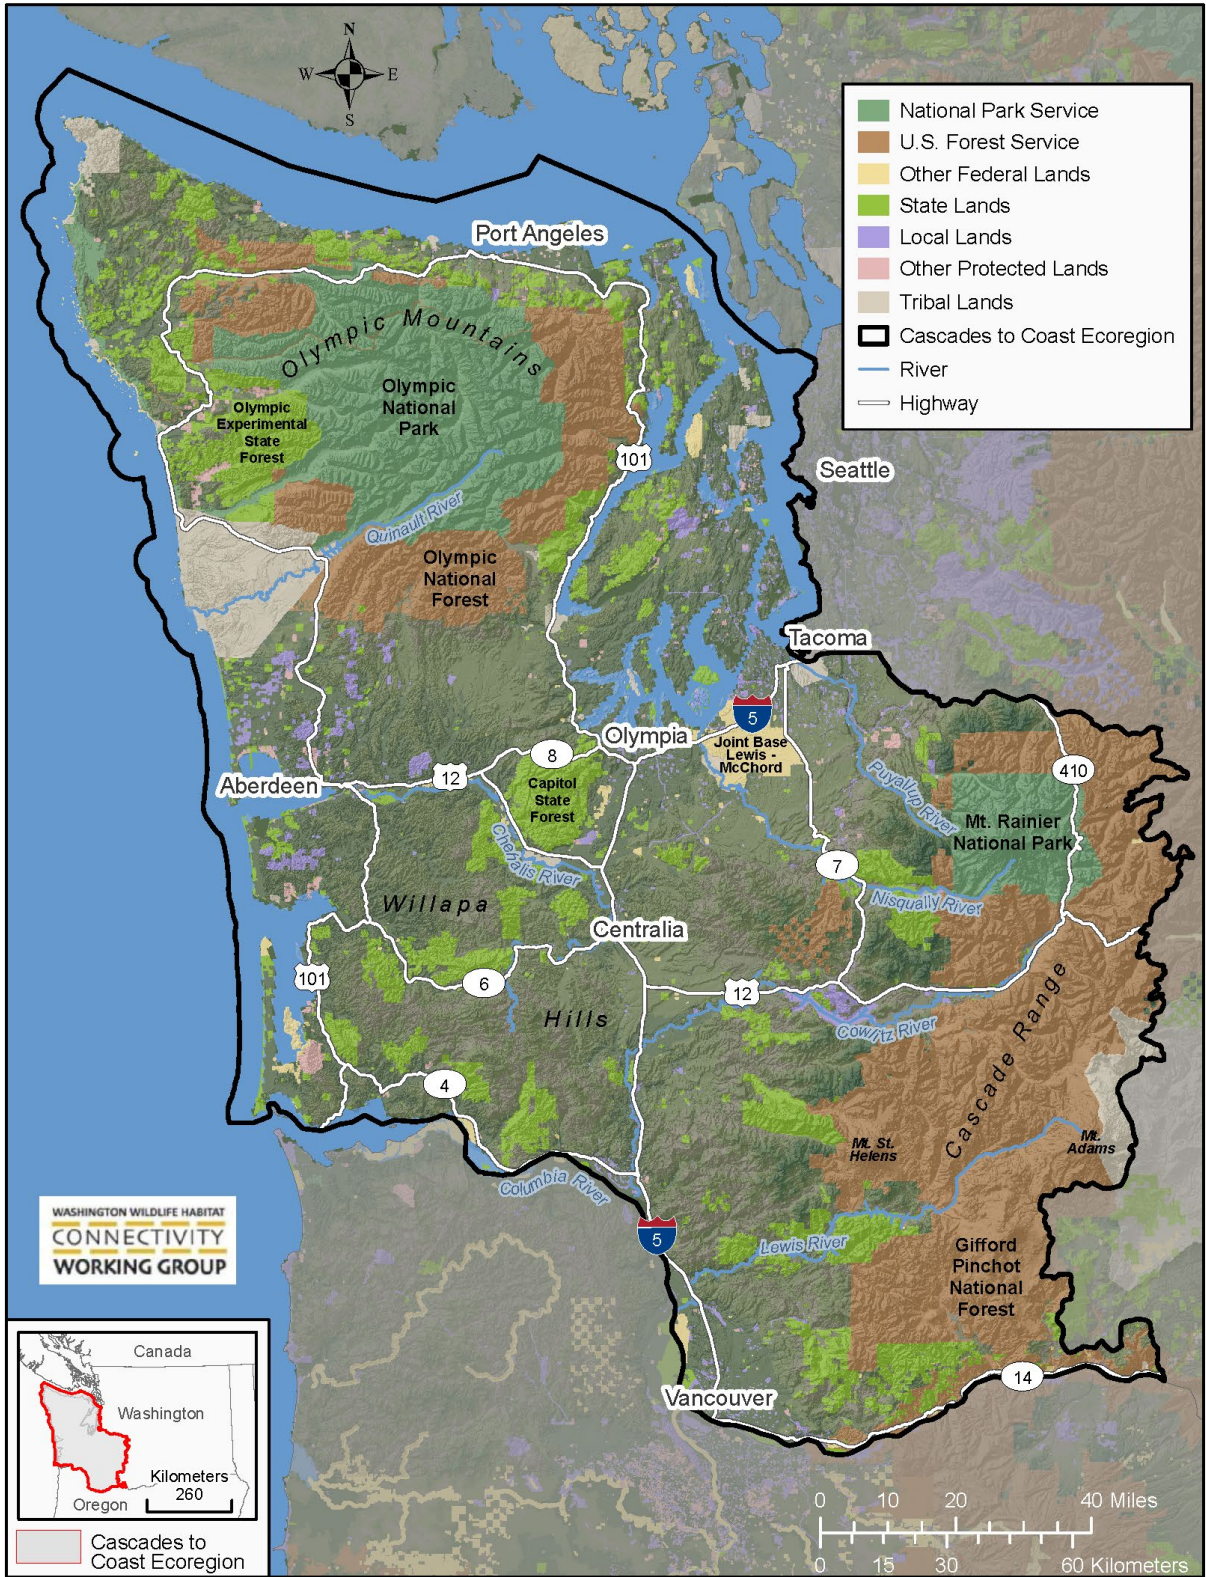 N
W
E
S
National Park Service
U.S. Forest Service
Other Federal Lands
State Lands
Local Lands
Other Protected Lands
Tribal Lands
Cascades to Coast Ecoregion
River
Highway
Port Angeles
Olympic Mountains
Olympic
National
Park
Olympic
Experimental
State
Forest
101
Seattle
Quinault River
Olympic
National
Forest
Tacoma
5
Olympia
Joint Base
Lewis -
McChord
8
12
Aberdeen
Capitol
State
Forest
410
Puyallup River
Mt. Rainier
National Park
Chehalis River
7
Nisqually River
Willapa
Centralia
101
6
12
Hills
Cowlitz River
Cascade Range
4
Mt. St.
Helens
Mt.
Adams
Columbia River
5
Lewis River
Gifford
Pinchot
National
Forest
14
Vancouver
WASHINGTON WILDLIFE HABITAT
CONNECTIVITY
WORKING GROUP
Canada
Washington
Kilometers
260
Oregon
Cascades to
Coast Ecoregion
0 10 20 40 Miles
0 15 30 60 Kilometers